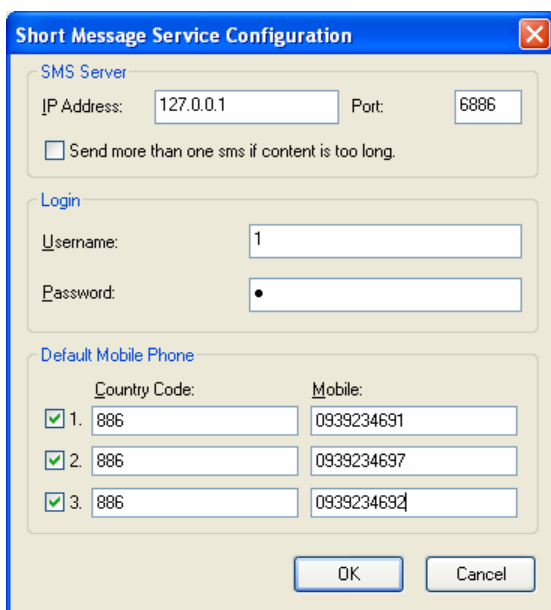 Short Message Service Configuration
SMS Server
IP Address: 127.0.0.1 Port: 6886
Send more than one sms if content is too long.
Login
Username: 1
Password: ●
Default Mobile Phone
Country Code: Mobile:
1. 886 0939234691
2. 886 0939234697
3. 886 0939234692
OK Cancel